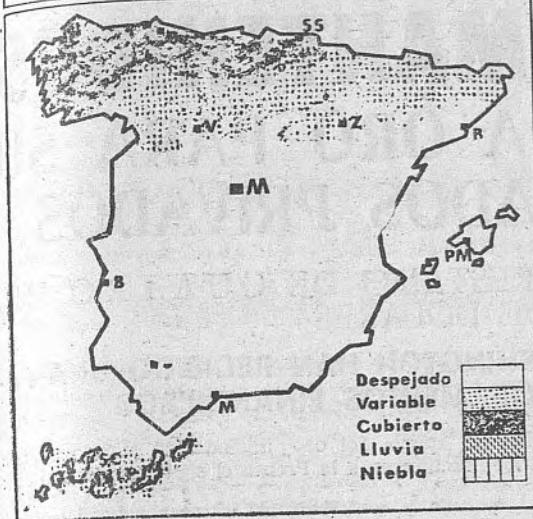 SS
V
Z
R
M
PM
B
M
SC
Despejado
Variable
Cubierto
Lluvia
Niebla